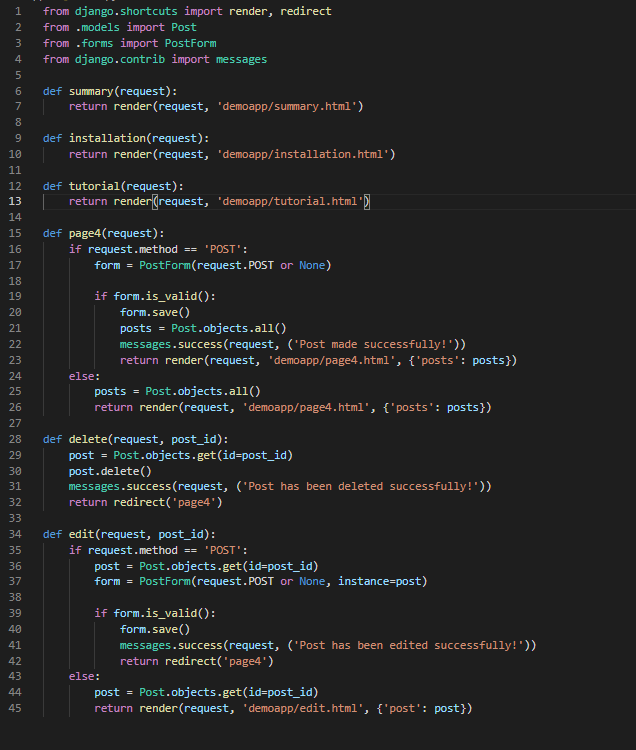 1 from django.shortcuts import render, redirect
2 from .models import Post
3 from .forms import PostForm
4 from django.contrib import messages
5
6 def summary(request):
7     return render(request, 'demoapp/summary.html')
8
9 def installation(request):
10     return render(request, 'demoapp/installation.html')
11
12 def tutorial(request):
13     return render(request, 'demoapp/tutorial.html')
14
15 def page4(request):
16     if request.method == 'POST':
17         form = PostForm(request.POST or None)
18
19         if form.is_valid():
20             form.save()
21             posts = Post.objects.all()
22             messages.success(request, ('Post made successfully!'))
23             return render(request, 'demoapp/page4.html', {'posts': posts})
24     else:
25         posts = Post.objects.all()
26         return render(request, 'demoapp/page4.html', {'posts': posts})
27
28 def delete(request, post_id):
29     post = Post.objects.get(id=post_id)
30     post.delete()
31     messages.success(request, ('Post has been deleted successfully!'))
32     return redirect('page4')
33
34 def edit(request, post_id):
35     if request.method == 'POST':
36         post = Post.objects.get(id=post_id)
37         form = PostForm(request.POST or None, instance=post)
38
39         if form.is_valid():
40             form.save()
41             messages.success(request, ('Post has been edited successfully!'))
42             return redirect('page4')
43     else:
44         post = Post.objects.get(id=post_id)
45         return render(request, 'demoapp/edit.html', {'post': post})